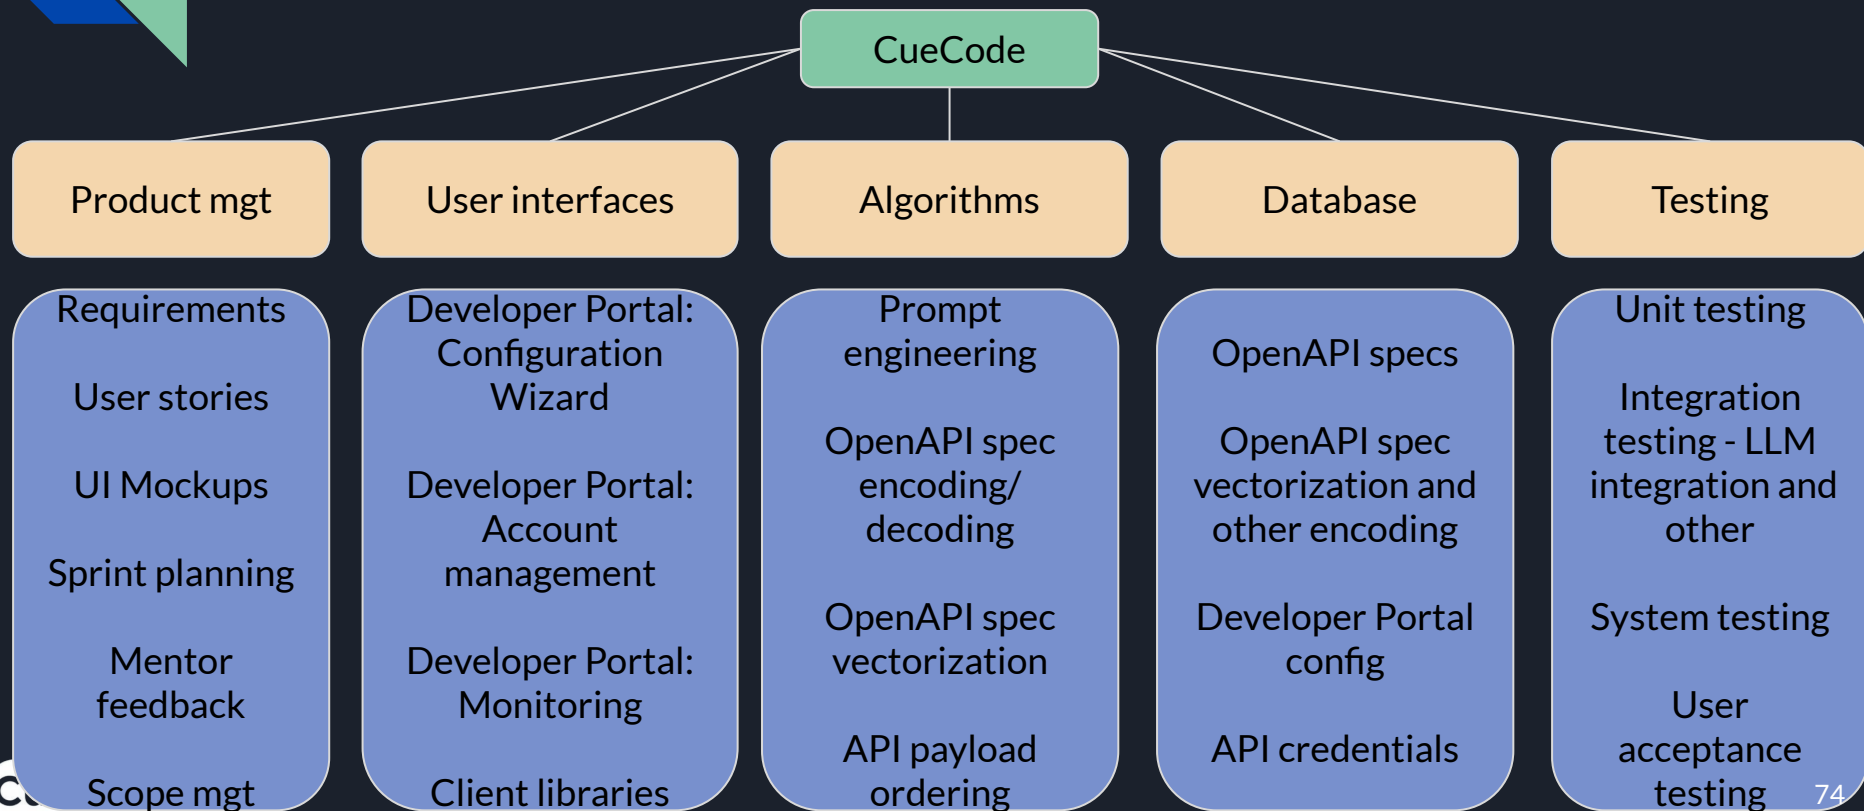 CueCode
Product mgt
User interfaces
Algorithms
Database
Testing
Requirements
User stories
UI Mockups
Sprint planning
Mentor
feedback
Scope mgt
Developer Portal:
Configuration
Wizard
Developer Portal:
Account
management
Developer Portal:
Monitoring
Client libraries
Prompt
engineering
OpenAPI spec
encoding/
decoding
OpenAPI spec
vectorization
API payload
ordering
OpenAPI specs
OpenAPI spec
vectorization and
other encoding
Developer Portal
config
API credentials
Unit testing
Integration
testing - LLM
integration and
other
System testing
User
acceptance
testing
74